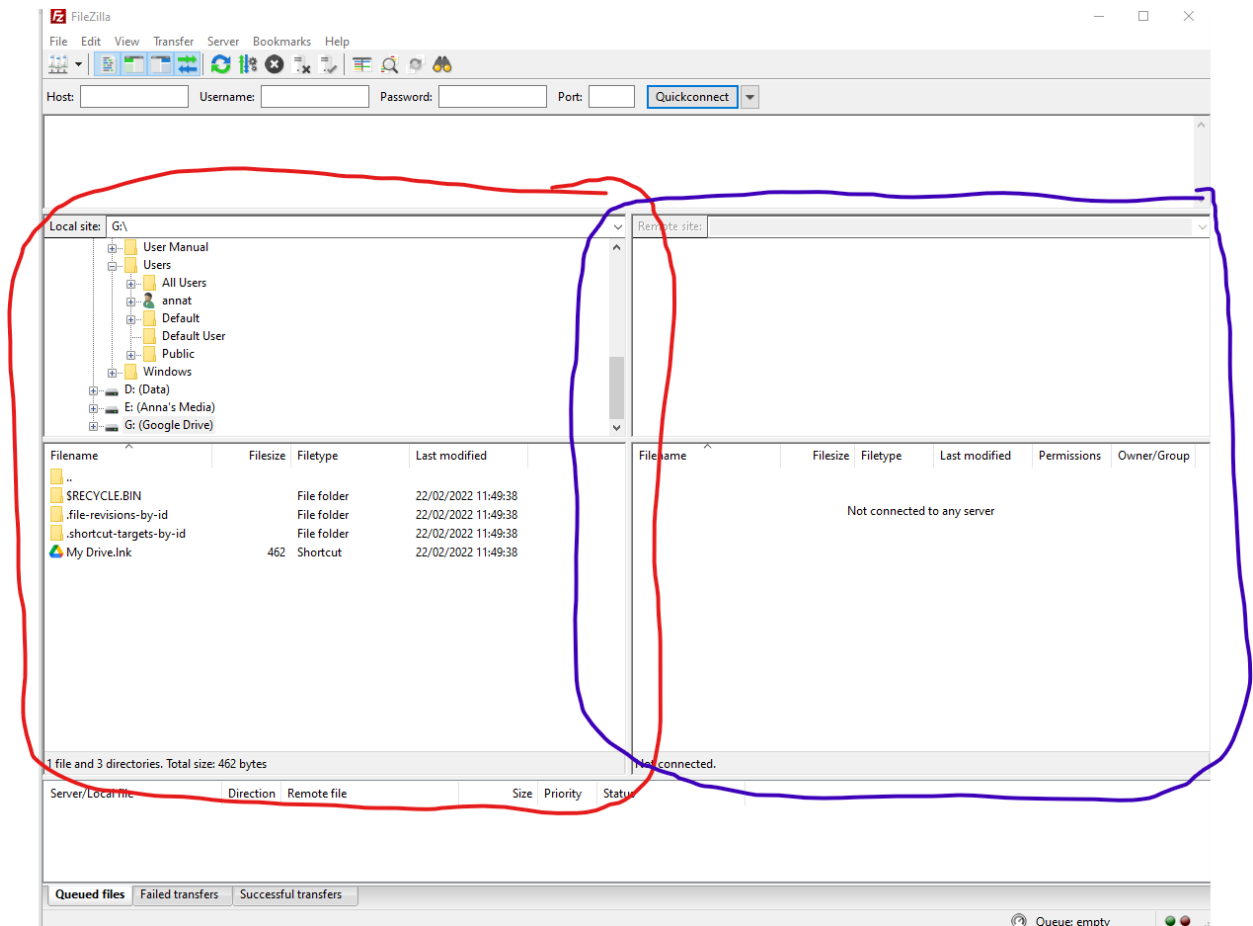 FileZilla
File Edit View Transfer Server Bookmarks Help
Host: Username: Password: Port: Quickconnect
Local site: G:\ Remote site:
User Manual
Users
All Users
annat
Default
Default User
Public
Windows
D: (Data)
E: (Anna's Media)
G: (Google Drive)
Filename Filesize Filetype Last modified Filename Filesize Filetype Last modified Permissions Owner/Group
..
$RECYCLE.BIN File folder 22/02/2022 11:49:38
.file-revisions-by-id File folder 22/02/2022 11:49:38 Not connected to any server
.shortcut-targets-by-id File folder 22/02/2022 11:49:38
My Drive.lnk 462 Shortcut 22/02/2022 11:49:38
1 file and 3 directories. Total size: 462 bytes Not connected.
Server/Local file Direction Remote file Size Priority Status
Queued files Failed transfers Successful transfers
Queue: empty